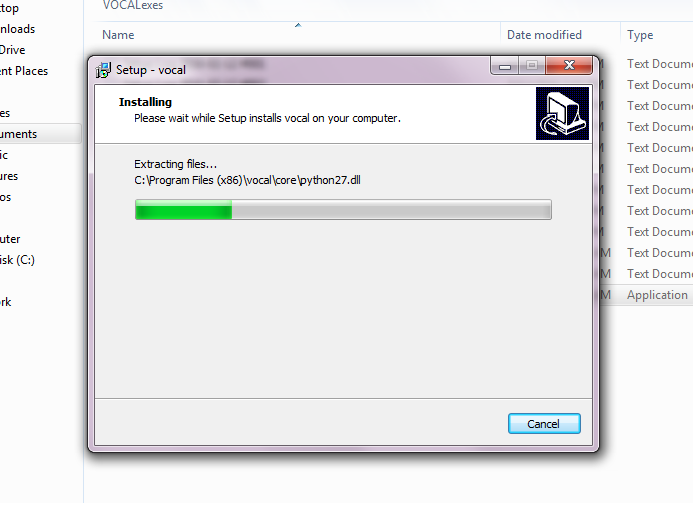 ktop
VOCALexes
nloads
Name Date modified Type
Drive
nt Places
Setup - vocal
Text Docume
Text Docume
Installing
Please wait while Setup installs vocal on your computer.
Text Docume
es
Text Docume
uments
Text Docume
ic
Extracting files...
Text Docume
ures
C:\Program Files (x86)\vocal\core\python27.dll
Text Docume
os
Text Docume
Text Docume
uter
M Text Docume
isk (C:)
M Text Docume
rk
M Application
Cancel